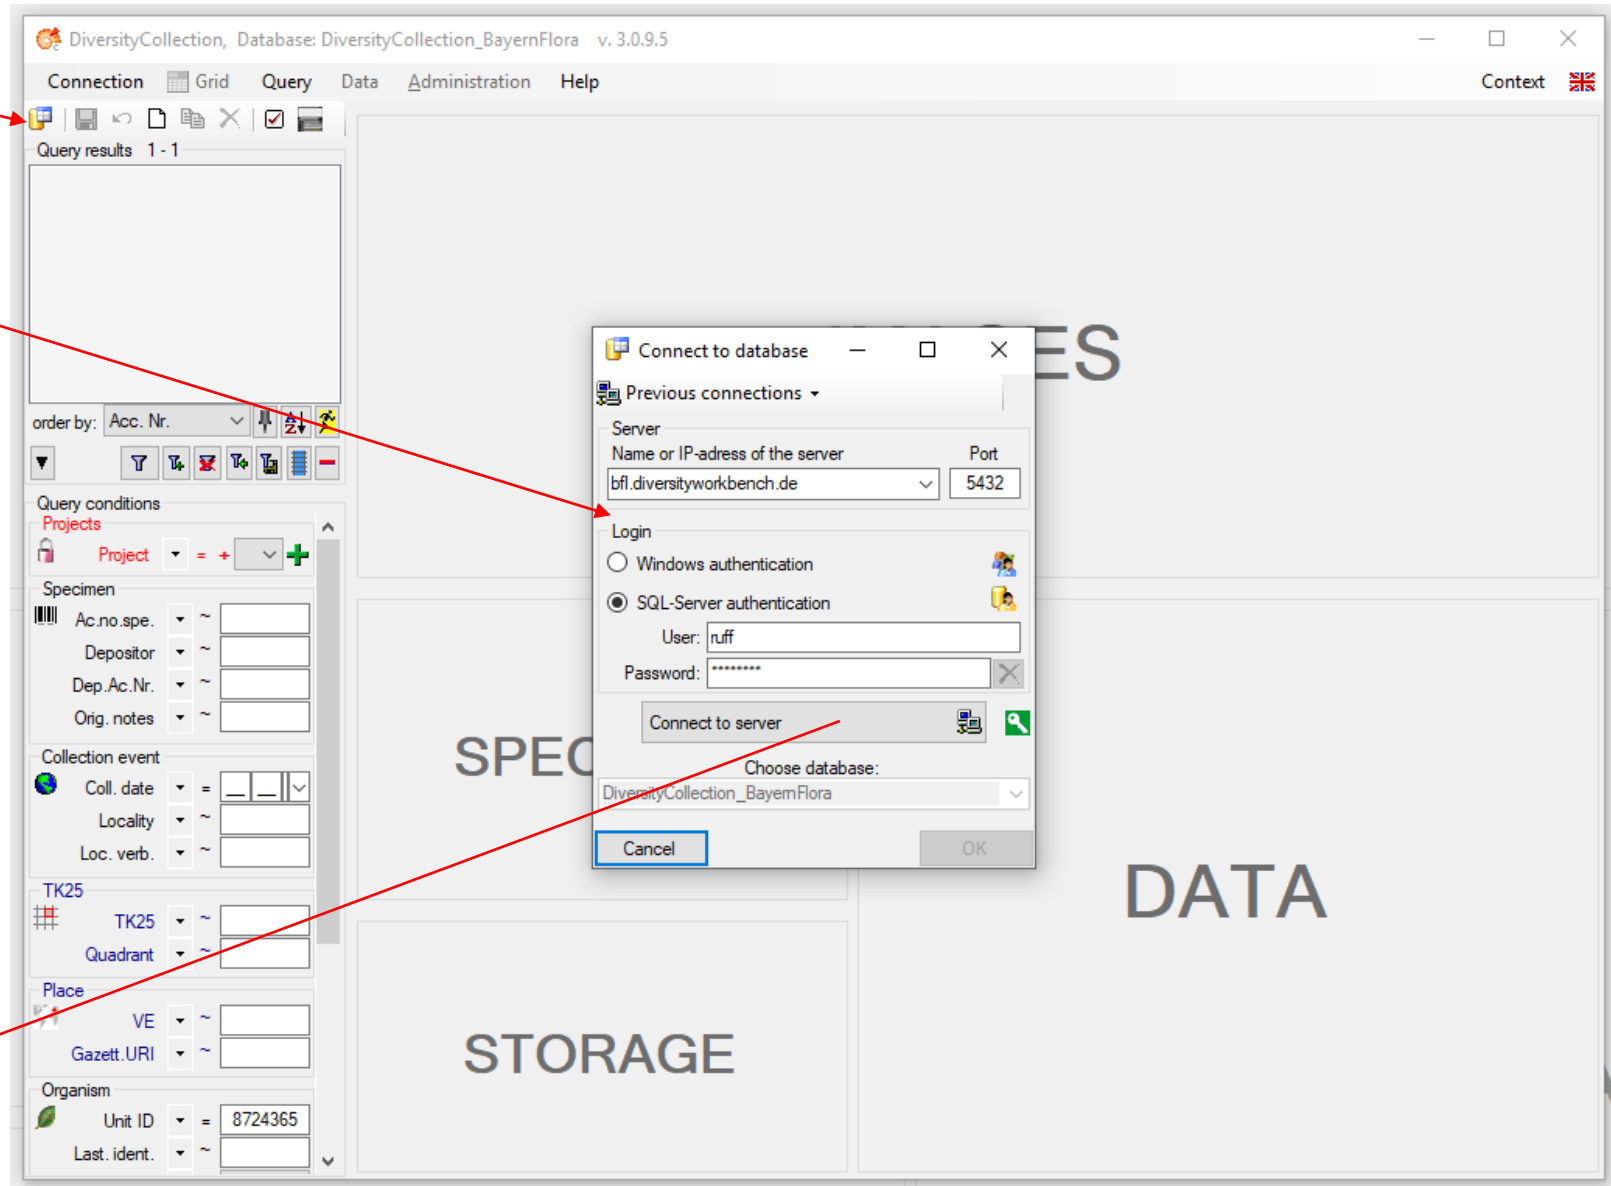 DiversityCollection, Database: DiversityCollection_BayernFlora v. 3.0.9.5
Connection Grid Query Data Administration Help Context
Query results 1 - 1
order by: Acc. Nr.
Query conditions
Projects
Project = +
Specimen
Ac.no.spe. ~
Depositor ~
Dep.Ac.Nr. ~
Orig. notes ~
Collection event
Coll. date = __ __
Locality ~
Loc. verb. ~
TK25
TK25 ~
Quadrant ~
Place
VE ~
Gazett.URI ~
Organism
Unit ID = 8724365
Last. ident. ~
ES
SPEC
STORAGE
DATA
Connect to database
Previous connections
Server
Name or IP-adress of the server Port
bfl.diversityworkbench.de 5432
Login
Windows authentication
SQL-Server authentication
User: ruff
Password: ********
Connect to server
Choose database:
DiversityCollection_BayernFlora
Cancel OK